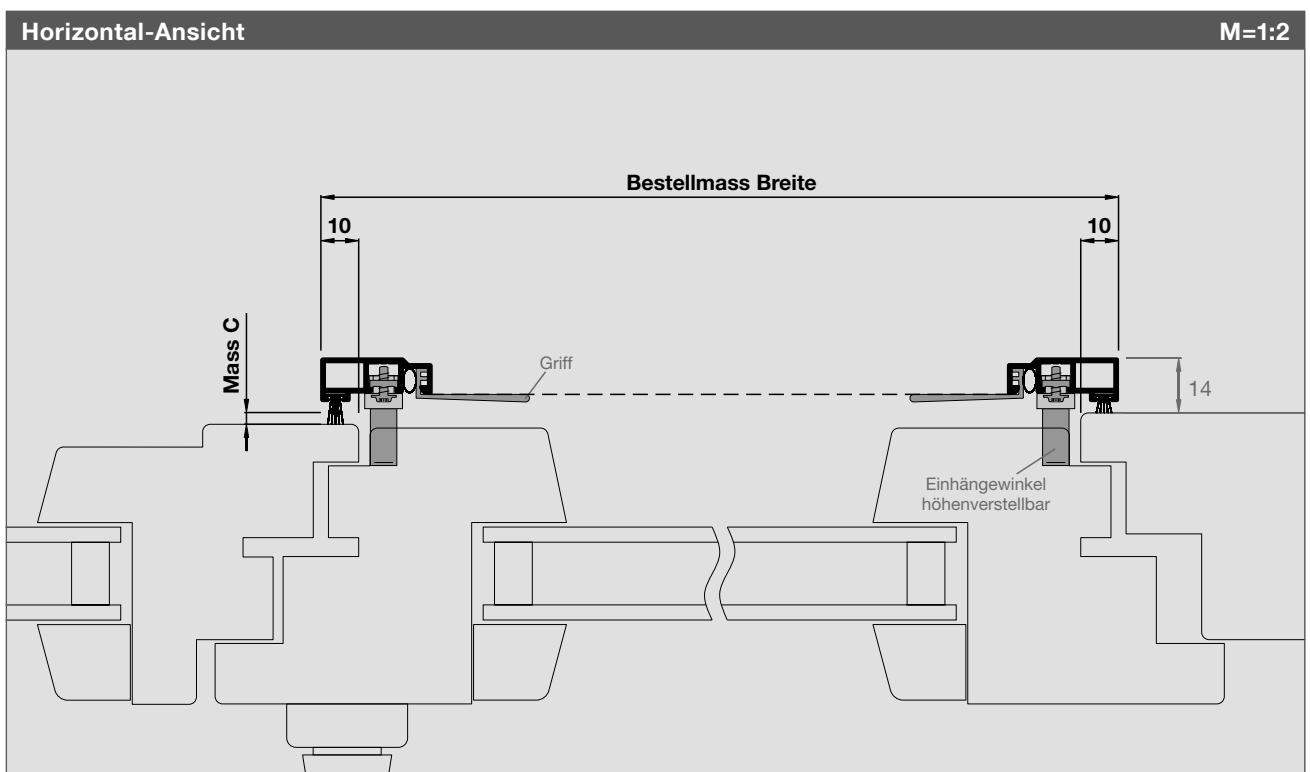 Horizontal-Ansicht M=1:2
Bestellmass Breite
10 10
Mass C
Griff
14
Einhängewinkel
höhenverstellbar